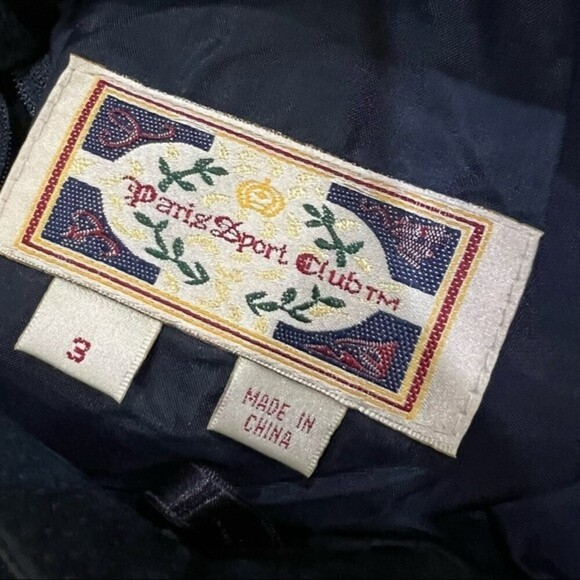 Paris Sport Club™
3
MADE IN
CHINA